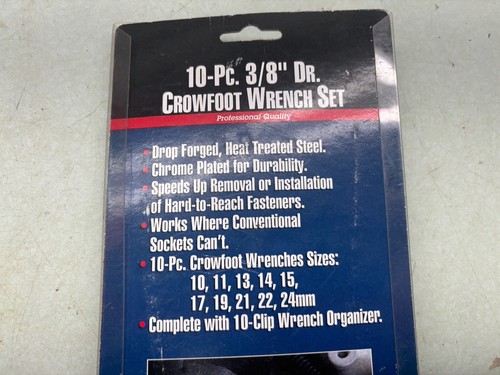 10-Pc. 3/8" Dr.
Crowfoot Wrench Set
Professional Quality
• Drop Forged, Heat Treated Steel.
• Chrome Plated for Durability.
• Speeds Up Removal or Installation
of Hard-to-Reach Fasteners.
• Works Where Conventional
Sockets Can't.
• 10-Pc. Crowfoot Wrenches Sizes:
10, 11, 13, 14, 15,
17, 19, 21, 22, 24mm
• Complete with 10-Clip Wrench Organizer.